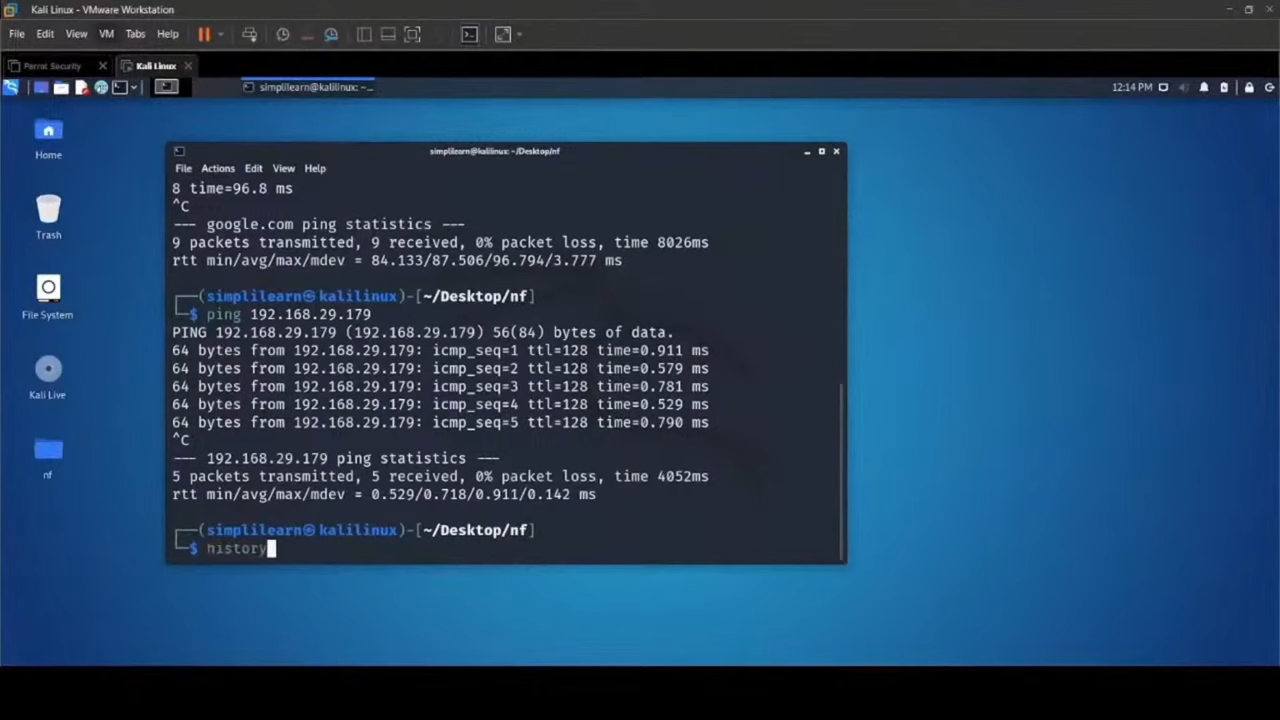 Kali Linux - VMware Workstation
File Edit View VM Tabs Help
Parrot Security
Kali Linux
simplilearn@kalilinux: ~...
12:14 PM
Home
Trash
File System
Kali Live
nf
simplilearn@kalilinux: ~/Desktop/nf
File Actions Edit View Help
8 time=96.8 ms
^C
--- google.com ping statistics ---
9 packets transmitted, 9 received, 0% packet loss, time 8026ms
rtt min/avg/max/mdev = 84.133/87.506/96.794/3.777 ms
┌──(simplilearn㉿kalilinux)-[~/Desktop/nf]
└─$ ping 192.168.29.179
PING 192.168.29.179 (192.168.29.179) 56(84) bytes of data.
64 bytes from 192.168.29.179: icmp_seq=1 ttl=128 time=0.911 ms
64 bytes from 192.168.29.179: icmp_seq=2 ttl=128 time=0.579 ms
64 bytes from 192.168.29.179: icmp_seq=3 ttl=128 time=0.781 ms
64 bytes from 192.168.29.179: icmp_seq=4 ttl=128 time=0.529 ms
64 bytes from 192.168.29.179: icmp_seq=5 ttl=128 time=0.790 ms
^C
--- 192.168.29.179 ping statistics ---
5 packets transmitted, 5 received, 0% packet loss, time 4052ms
rtt min/avg/max/mdev = 0.529/0.718/0.911/0.142 ms
┌──(simplilearn㉿kalilinux)-[~/Desktop/nf]
└─$ history